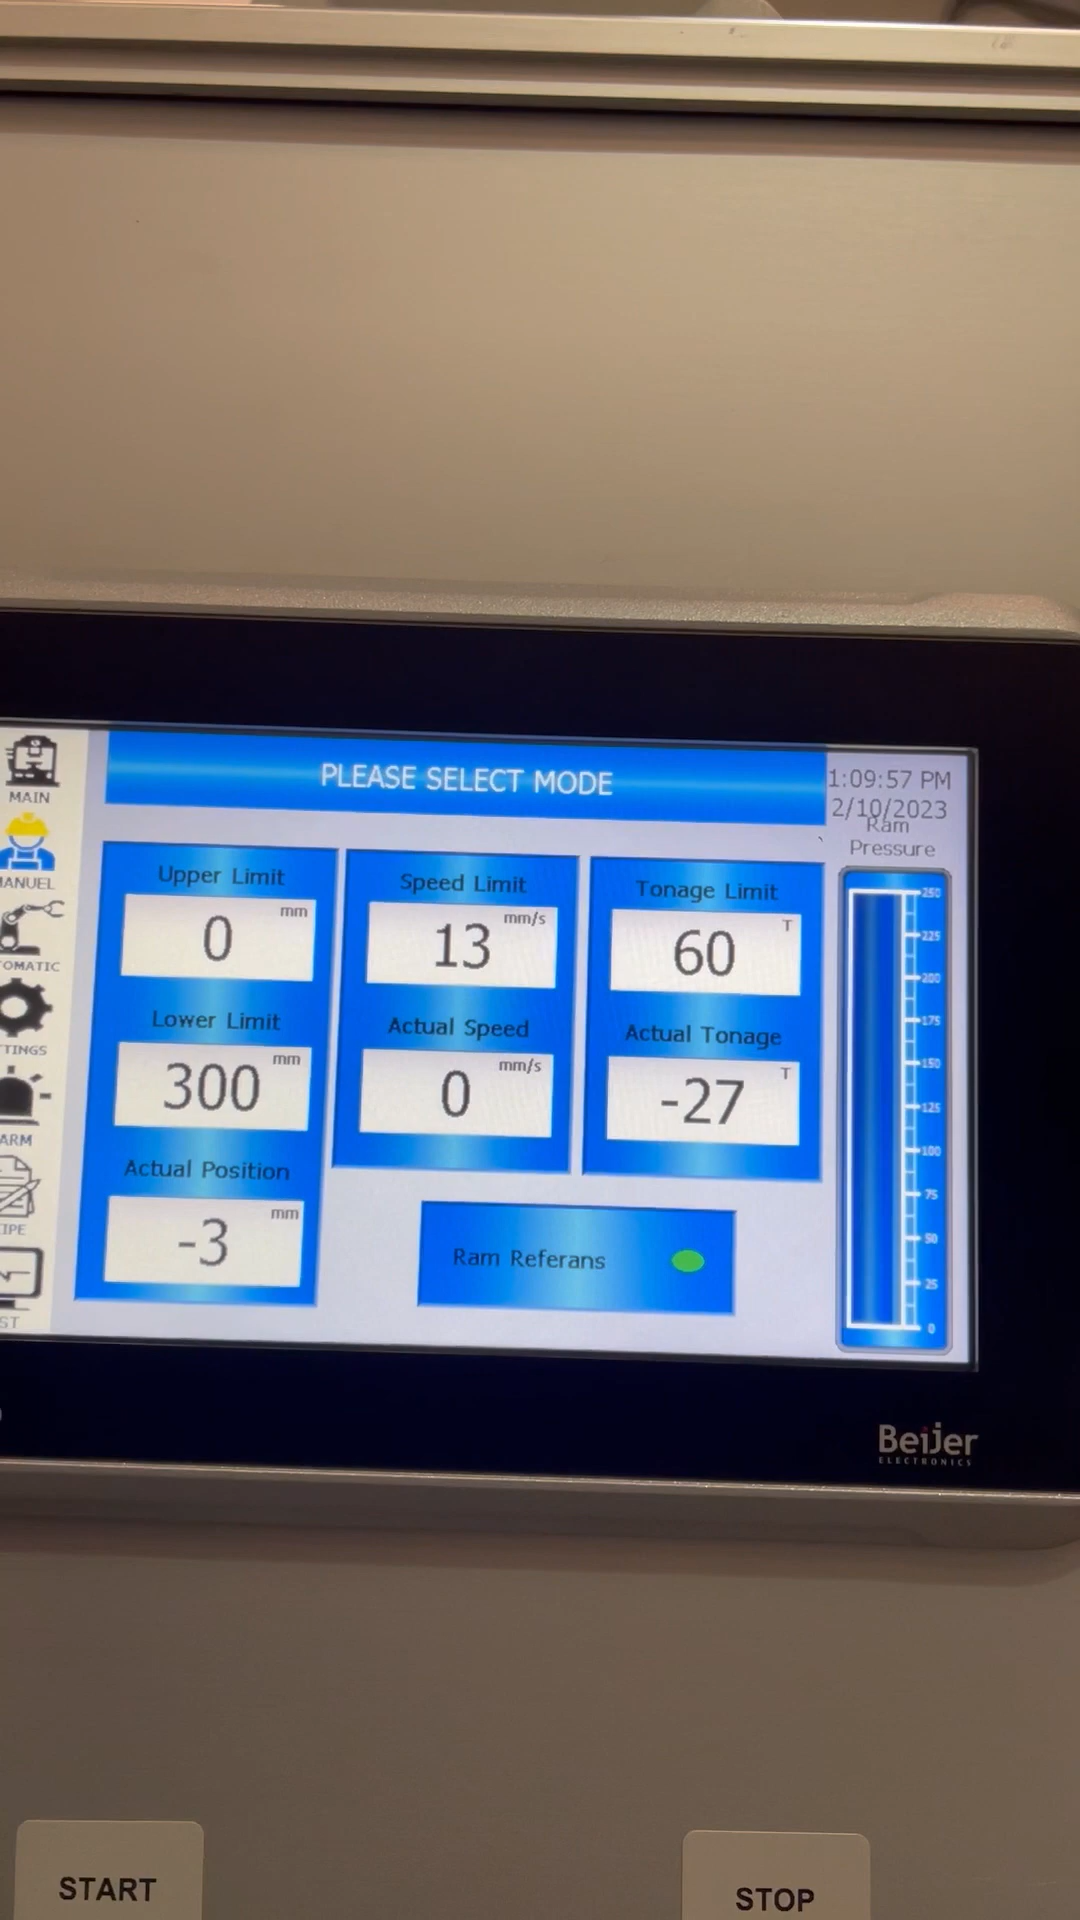 PLEASE SELECT MODE
1:09:57 PM
2/10/2023
Ram
Pressure
MAIN
ANUEL
OMATIC
TINGS
ARM
IPE
ST
Upper Limit
mm
0
Lower Limit
mm
300
Actual Position
mm
-3
Speed Limit
mm/s
13
Actual Speed
mm/s
0
Tonage Limit
T
60
Actual Tonage
T
-27
Ram Referans
250
225
200
175
150
125
100
75
50
25
0
Beijer
ELECTRONICS
START
STOP